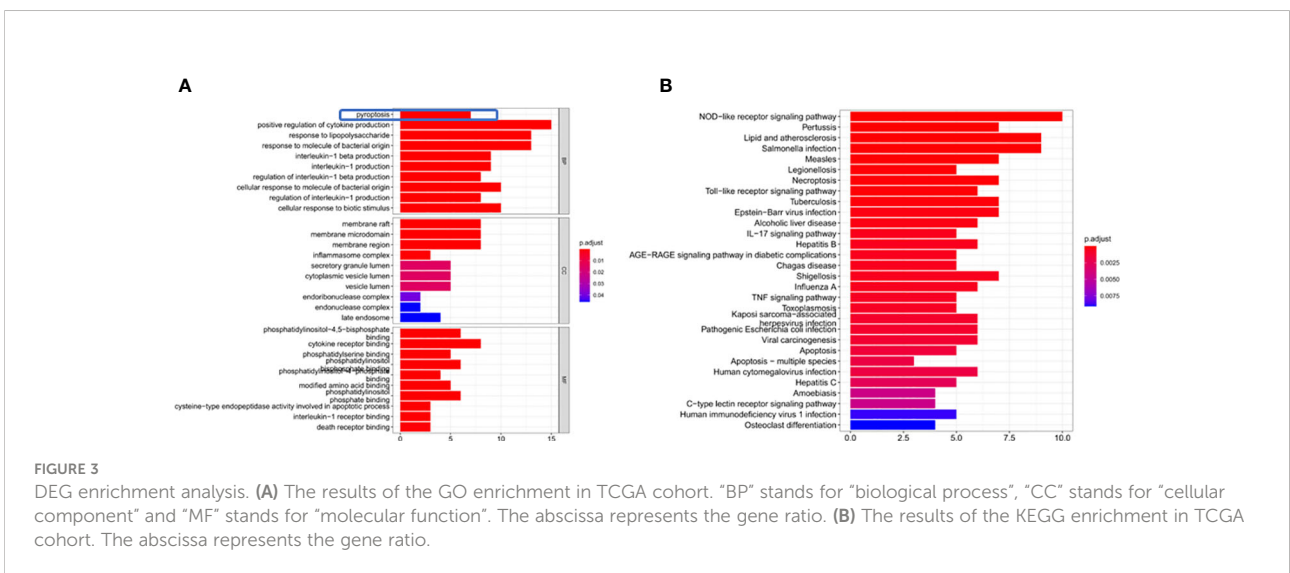 A
pyroptosis
positive regulation of cytokine production
response to lipopolysaccharide
response to molecule of bacterial origin
interleukin−1 beta production
interleukin−1 production
regulation of interleukin−1 beta production
cellular response to molecule of bacterial origin
regulation of interleukin−1 production
cellular response to biotic stimulus
BP
membrane raft
membrane microdomain
membrane region
inflammasome complex
secretory granule lumen
cytoplasmic vesicle lumen
vesicle lumen
endoribonuclease complex
endonuclease complex
late endosome
CC
phosphatidylinositol−4,5−bisphosphate
binding
cytokine receptor binding
phosphatidylserine binding
phosphatidylinositol
bisphosphate binding
phosphatidylinositol−4−phosphate
binding
modified amino acid binding
phosphatidylinositol
phosphate binding
cysteine−type endopeptidase activity involved in apoptotic process
interleukin−1 receptor binding
death receptor binding
MF
0 5 10 15
p.adjust
0.01
0.02
0.03
0.04
B
NOD−like receptor signaling pathway
Pertussis
Lipid and atherosclerosis
Salmonella infection
Measles
Legionellosis
Necroptosis
Toll−like receptor signaling pathway
Tuberculosis
Epstein−Barr virus infection
Alcoholic liver disease
IL−17 signaling pathway
Hepatitis B
AGE−RAGE signaling pathway in diabetic complications
Chagas disease
Shigellosis
Influenza A
TNF signaling pathway
Toxoplasmosis
Kaposi sarcoma−associated
herpesvirus infection
Pathogenic Escherichia coli infection
Viral carcinogenesis
Apoptosis
Apoptosis − multiple species
Human cytomegalovirus infection
Hepatitis C
Amoebiasis
C−type lectin receptor signaling pathway
Human immunodeficiency virus 1 infection
Osteoclast differentiation
0.0 2.5 5.0 7.5 10.0
p.adjust
0.0025
0.0050
0.0075
FIGURE 3
DEG enrichment analysis. (A) The results of the GO enrichment in TCGA cohort. “BP” stands for “biological process”, “CC” stands for “cellular
component” and “MF” stands for “molecular function”. The abscissa represents the gene ratio. (B) The results of the KEGG enrichment in TCGA
cohort. The abscissa represents the gene ratio.